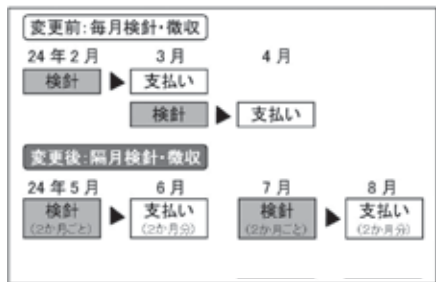 変更前:毎月検針・徴収
24年2月 3月 4月
検針 ▶ 支払い
検針 ▶ 支払い
変更後:隔月検針・徴収
24年5月 6月 7月 8月
検針 ▶ 支払い 検針 ▶ 支払い
(2か月ごと) (2か月分) (2か月ごと) (2か月分)